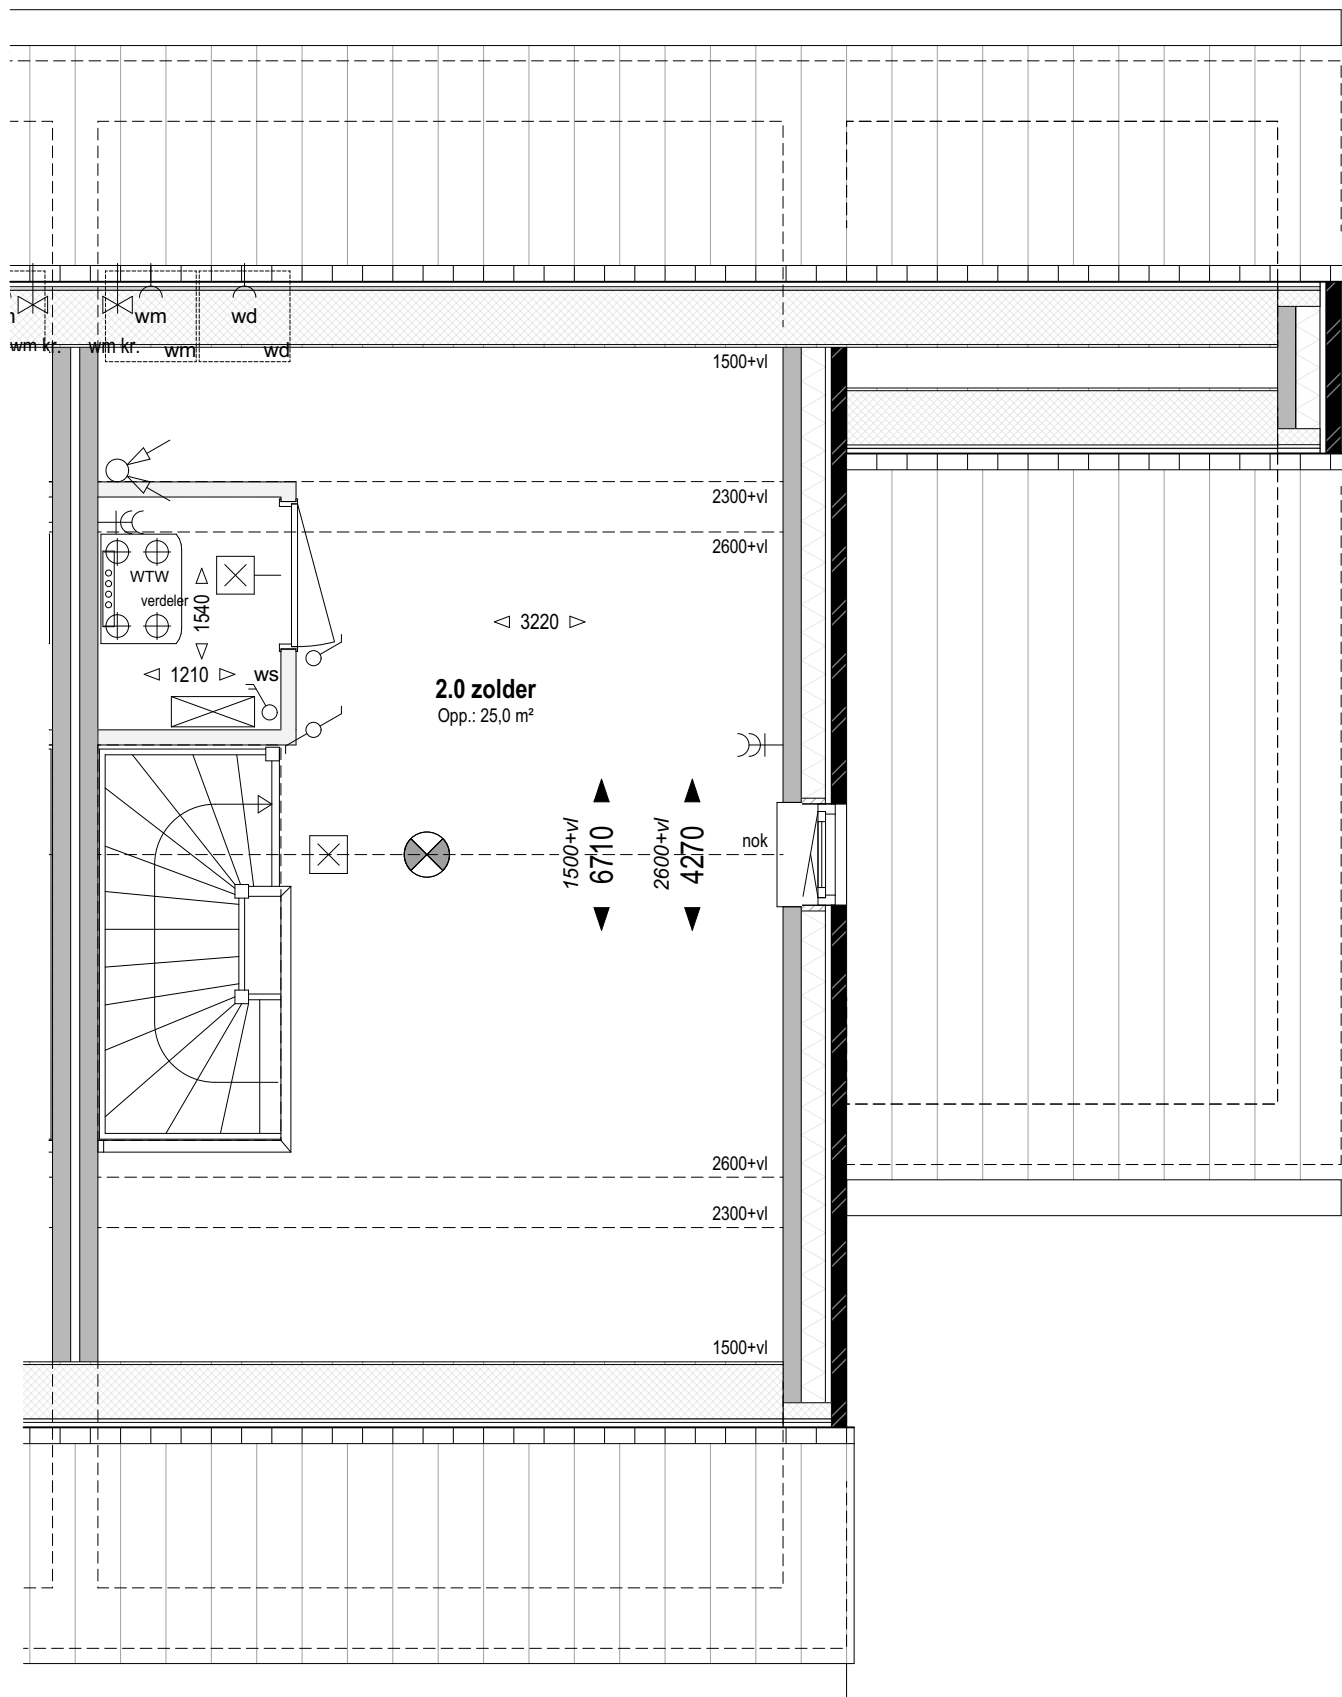 wm
wd
wm kr.
wm kr.
wm
wd
1500+vl
2300+vl
2600+vl
WTW
verdeler
1540
3220
1210
ws
2.0 zolder
Opp.: 25,0 m²
1500+vl
6710
2600+vl
4270
nok
2600+vl
2300+vl
1500+vl